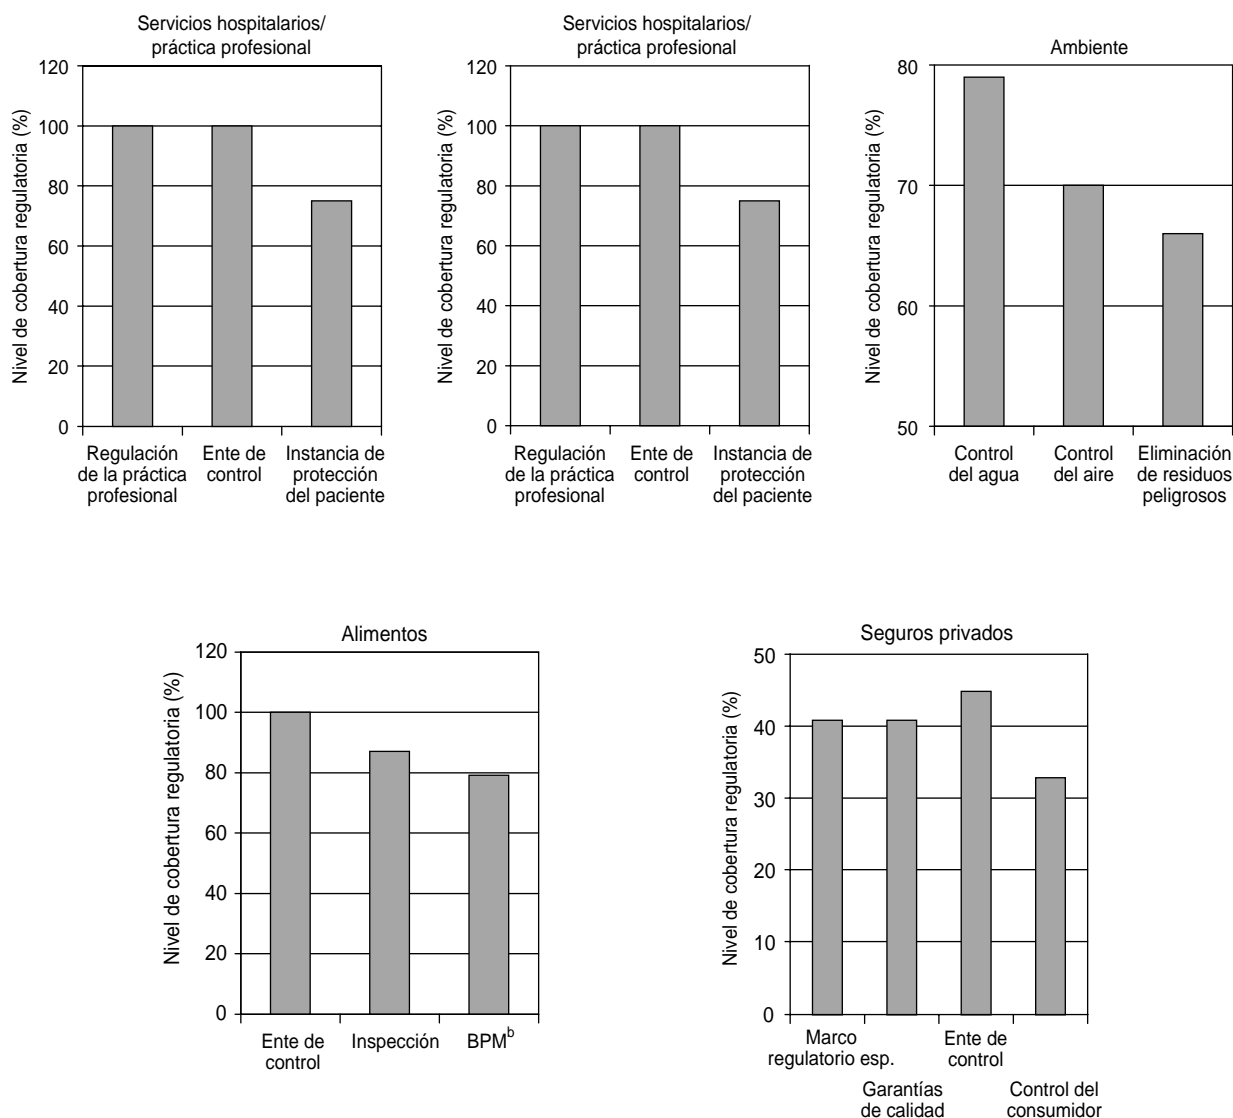 Servicios hospitalarios/
práctica profesional
Nivel de cobertura regulatoria (%)
120
100
80
60
40
20
0
Regulación
de la práctica
profesional
Ente de
control
Instancia de
protección
del paciente
Servicios hospitalarios/
práctica profesional
Nivel de cobertura regulatoria (%)
120
100
80
60
40
20
0
Regulación
de la práctica
profesional
Ente de
control
Instancia de
protección
del paciente
Ambiente
Nivel de cobertura regulatoria (%)
80
70
60
50
Control
del agua
Control
del aire
Eliminación
de residuos
peligrosos
Alimentos
Nivel de cobertura regulatoria (%)
120
100
80
60
40
20
0
Ente de
control
Inspección
BPMb
Seguros privados
Nivel de cobertura regulatoria (%)
50
40
30
20
10
0
Marco
regulatorio esp.
Garantías
de calidad
Ente de
control
Control del
consumidor